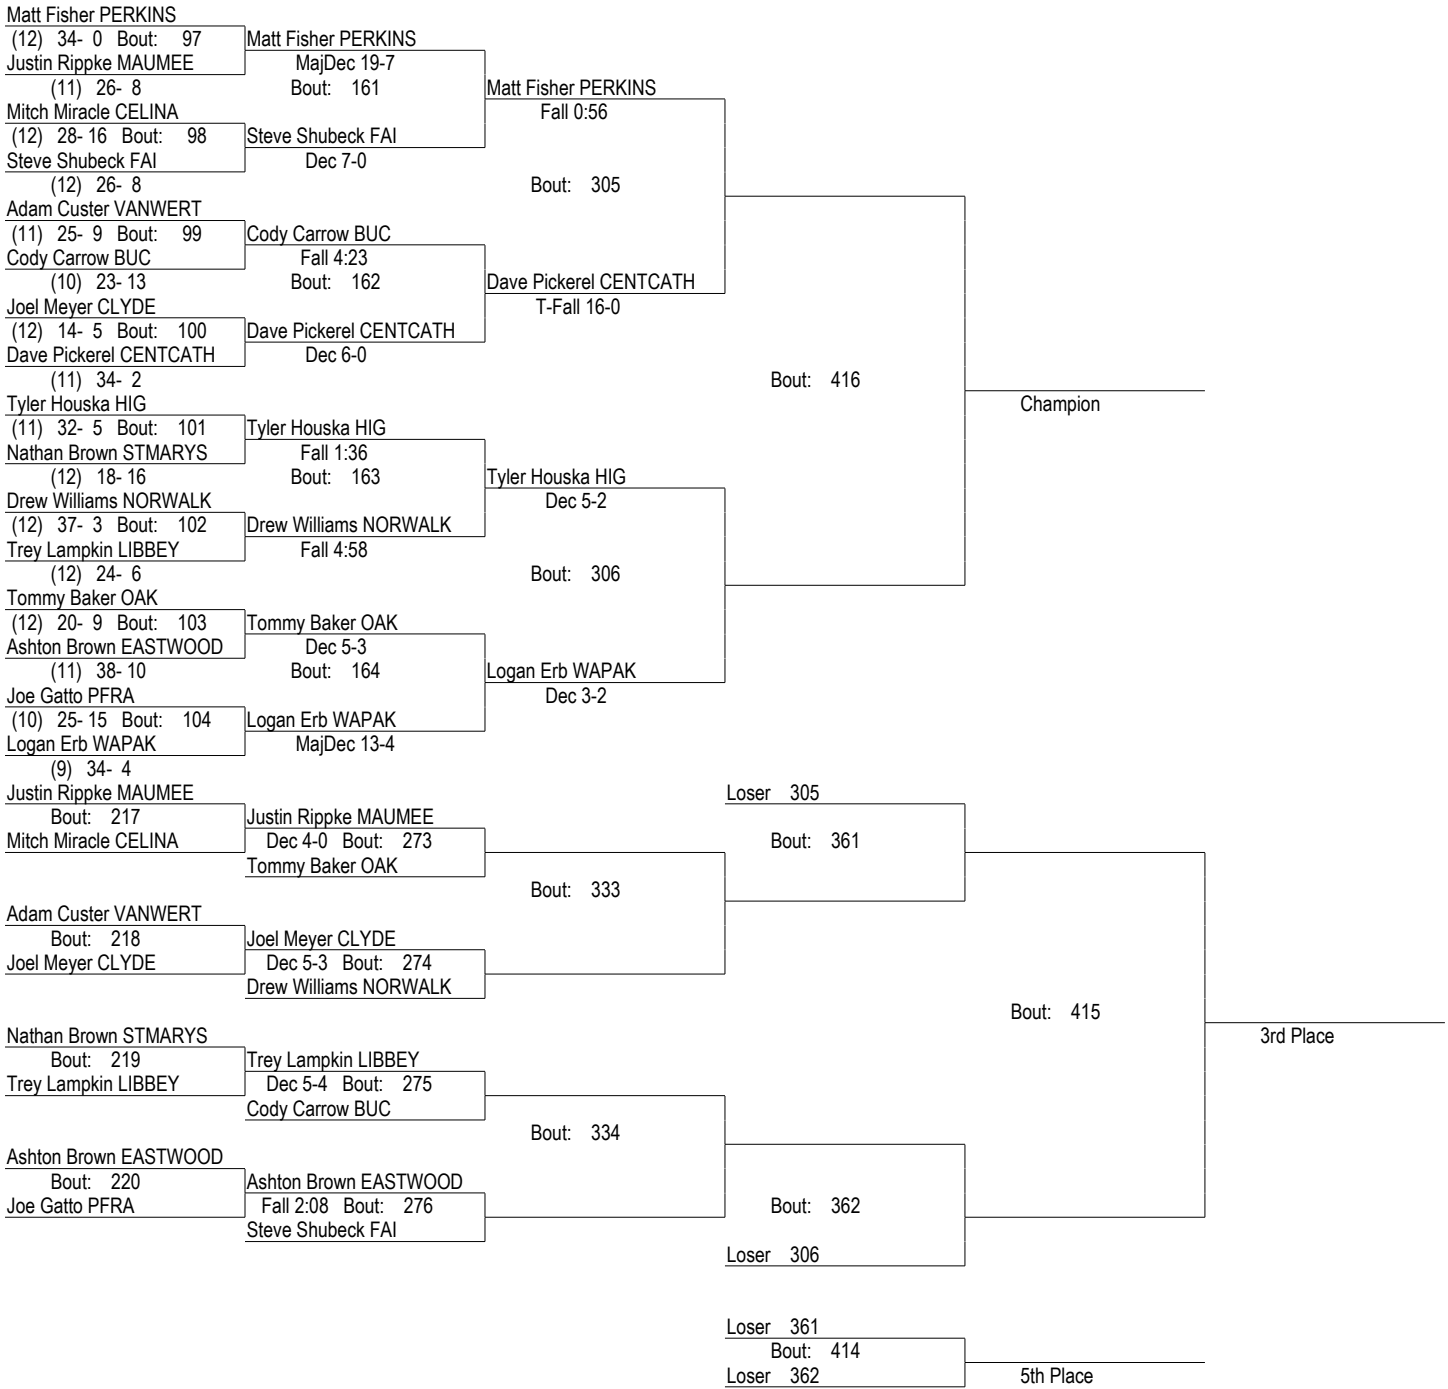 Matt Fisher PERKINS
(12) 34- 0 Bout: 97 Matt Fisher PERKINS
Justin Rippke MAUMEE MajDec 19-7
(11) 26- 8 Bout: 161 Matt Fisher PERKINS
Mitch Miracle CELINA Fall 0:56
(12) 28- 16 Bout: 98 Steve Shubeck FAI
Steve Shubeck FAI Dec 7-0
(12) 26- 8 Bout: 305
Adam Custer VANWERT
(11) 25- 9 Bout: 99 Cody Carrow BUC
Cody Carrow BUC Fall 4:23
(10) 23- 13 Bout: 162 Dave Pickerel CENTCATH
Joel Meyer CLYDE T-Fall 16-0
(12) 14- 5 Bout: 100 Dave Pickerel CENTCATH
Dave Pickerel CENTCATH Dec 6-0
(11) 34- 2 Bout: 416
Tyler Houska HIG Champion
(11) 32- 5 Bout: 101 Tyler Houska HIG
Nathan Brown STMARYS Fall 1:36
(12) 18- 16 Bout: 163 Tyler Houska HIG
Drew Williams NORWALK Dec 5-2
(12) 37- 3 Bout: 102 Drew Williams NORWALK
Trey Lampkin LIBBEY Fall 4:58
(12) 24- 6 Bout: 306
Tommy Baker OAK
(12) 20- 9 Bout: 103 Tommy Baker OAK
Ashton Brown EASTWOOD Dec 5-3
(11) 38- 10 Bout: 164 Logan Erb WAPAK
Joe Gatto PFRA Dec 3-2
(10) 25- 15 Bout: 104 Logan Erb WAPAK
Logan Erb WAPAK MajDec 13-4
(9) 34- 4
Justin Rippke MAUMEE Loser 305
Bout: 217 Justin Rippke MAUMEE
Mitch Miracle CELINA Dec 4-0 Bout: 273 Bout: 361
Tommy Baker OAK
Bout: 333
Adam Custer VANWERT
Bout: 218 Joel Meyer CLYDE
Joel Meyer CLYDE Dec 5-3 Bout: 274
Drew Williams NORWALK
Bout: 415
Nathan Brown STMARYS 3rd Place
Bout: 219 Trey Lampkin LIBBEY
Trey Lampkin LIBBEY Dec 5-4 Bout: 275
Cody Carrow BUC
Bout: 334
Ashton Brown EASTWOOD
Bout: 220 Ashton Brown EASTWOOD
Joe Gatto PFRA Fall 2:08 Bout: 276 Bout: 362
Steve Shubeck FAI
Loser 306
Loser 361
Bout: 414
Loser 362 5th Place